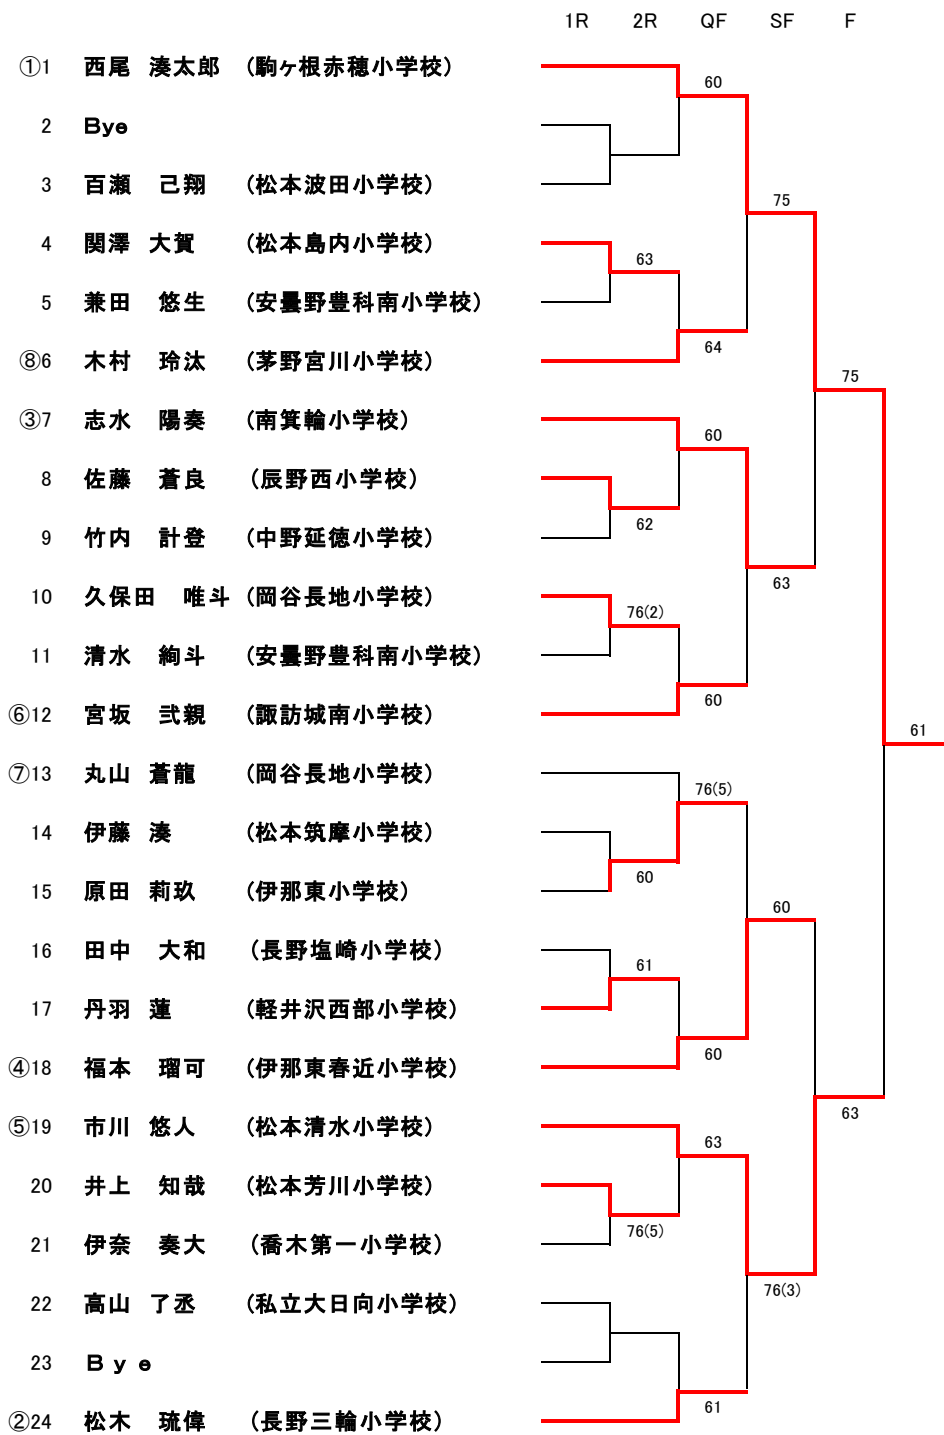 1R 2R QF SF F
①1 西尾 湊太郎 (駒ヶ根赤穂小学校)
60
2 Bye
3 百瀬 己翔 (松本波田小学校)
75
4 関澤 大賀 (松本島内小学校)
63
5 兼田 悠生 (安曇野豊科南小学校)
64
⑧6 木村 玲汰 (茅野宮川小学校)
75
③7 志水 陽奏 (南箕輪小学校)
60
8 佐藤 蒼良 (辰野西小学校)
62
9 竹内 計登 (中野延徳小学校)
63
10 久保田 唯斗 (岡谷長地小学校)
76(2)
11 清水 絢斗 (安曇野豊科南小学校)
60
⑥12 宮坂 弐親 (諏訪城南小学校)
61
⑦13 丸山 蒼龍 (岡谷長地小学校)
76(5)
14 伊藤 湊 (松本筑摩小学校)
60
15 原田 莉玖 (伊那東小学校)
60
16 田中 大和 (長野塩崎小学校)
61
17 丹羽 蓮 (軽井沢西部小学校)
60
④18 福本 瑠可 (伊那東春近小学校)
63
⑤19 市川 悠人 (松本清水小学校)
63
20 井上 知哉 (松本芳川小学校)
76(5)
21 伊奈 奏大 (喬木第一小学校)
76(3)
22 高山 了丞 (私立大日向小学校)
23 Bye
61
②24 松木 琉偉 (長野三輪小学校)